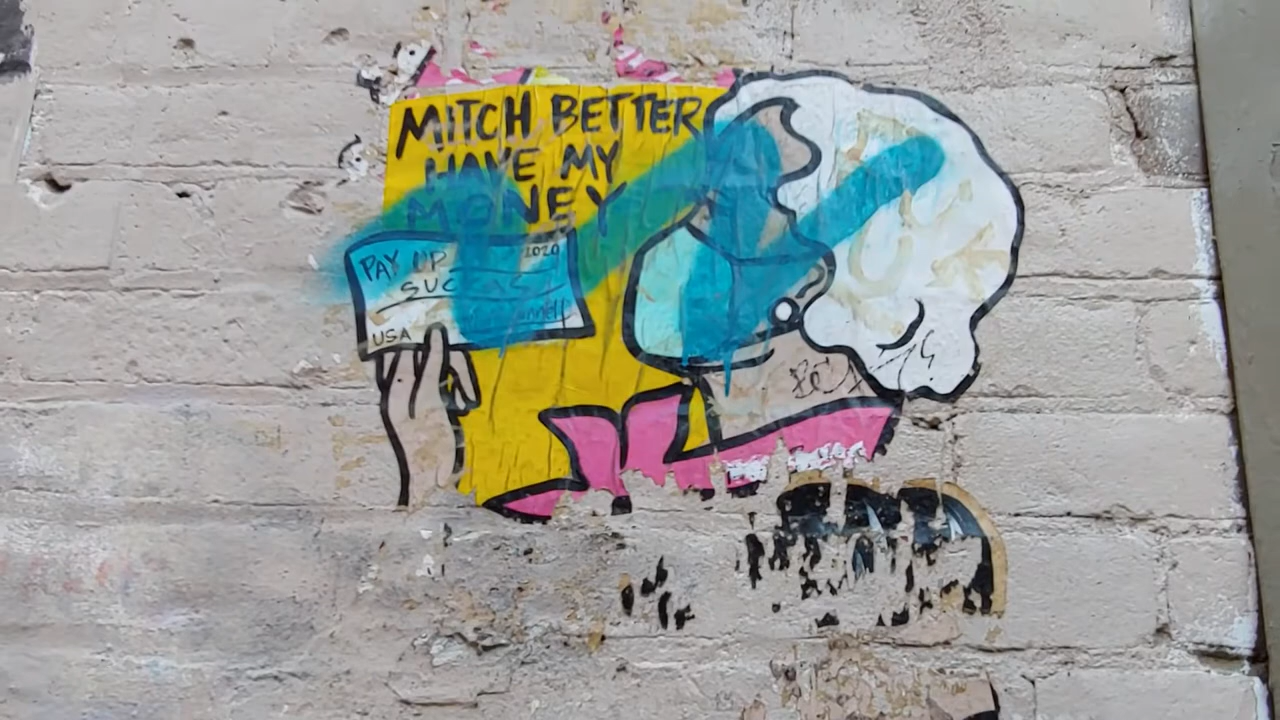 MITCH BETTER
HAVE MY
MONEY
2020
PAY UP
USA